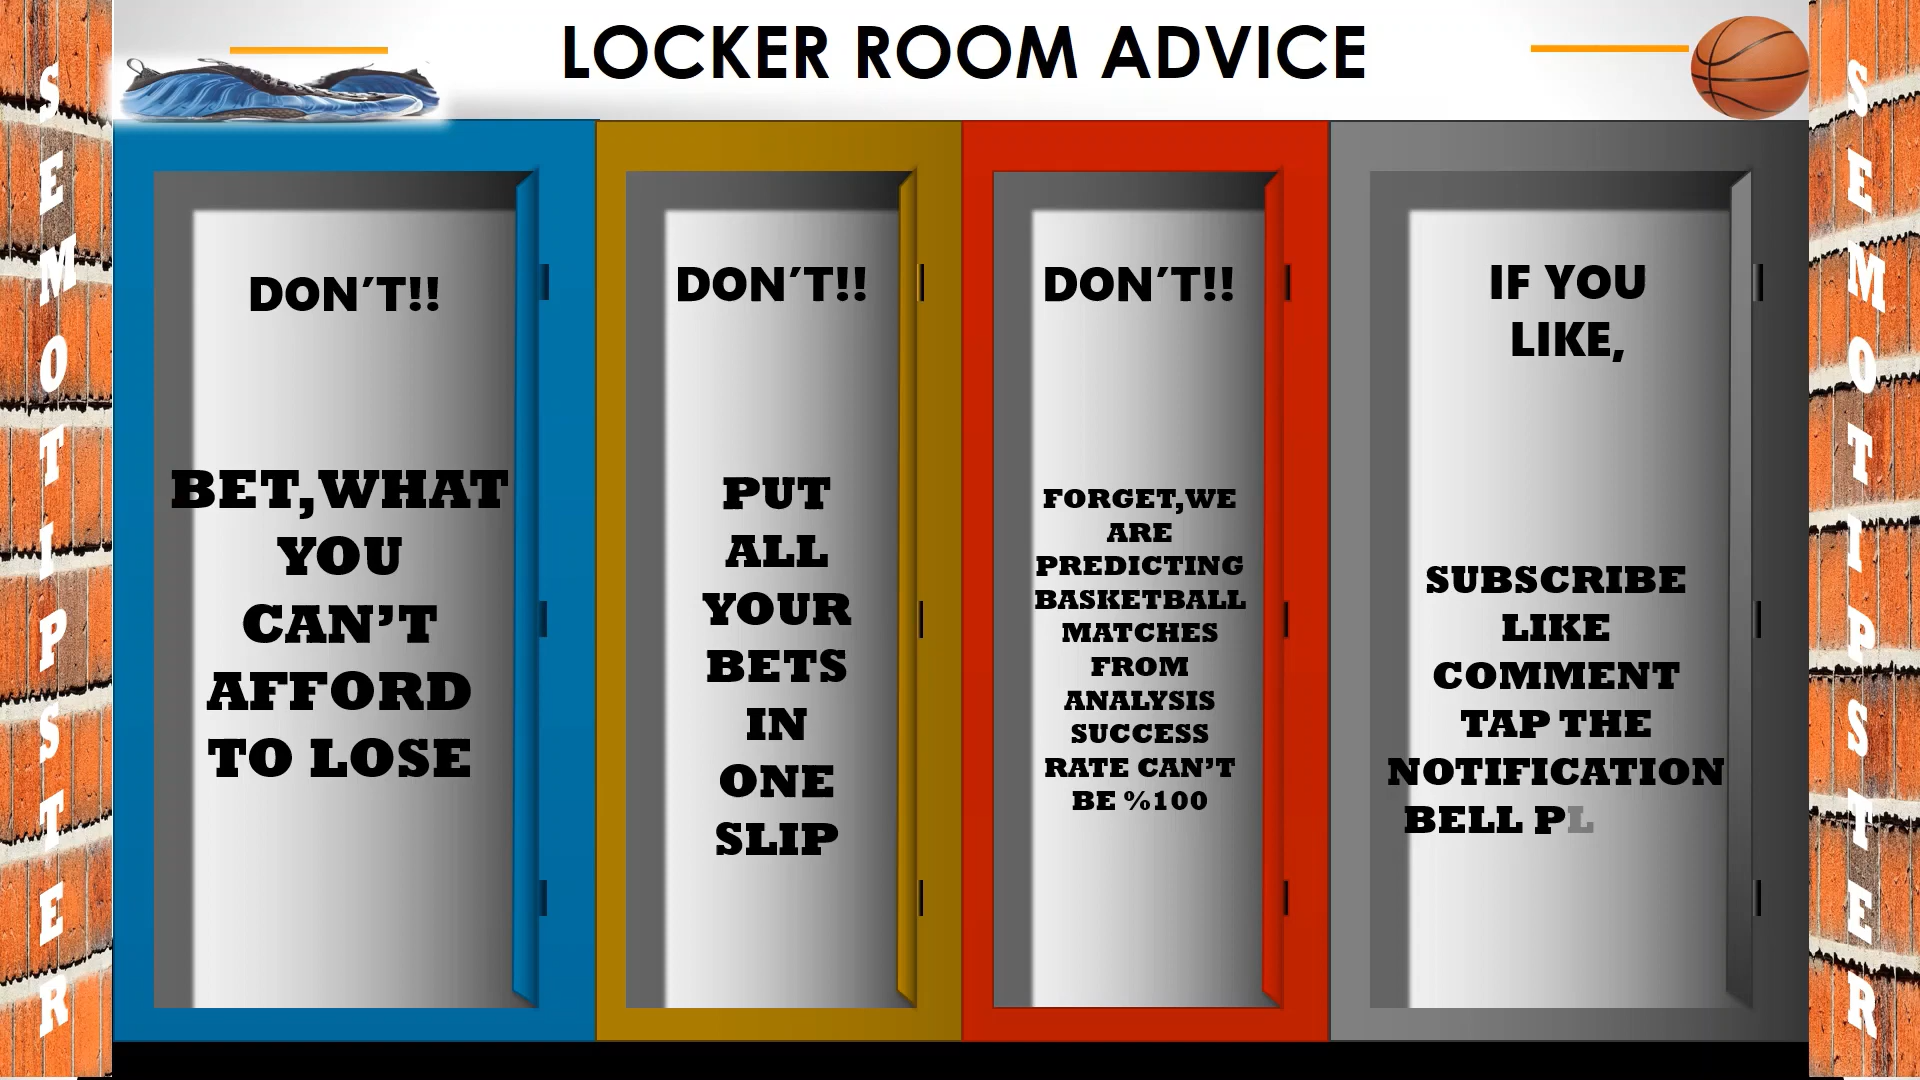 LOCKER ROOM ADVICE
SEMOTIPSTER
DON'T!!
BET,WHAT
YOU
CAN'T
AFFORD
TO LOSE
DON'T!!
PUT
ALL
YOUR
BETS
IN
ONE
SLIP
DON'T!!
FORGET,WE
ARE
PREDICTING
BASKETBALL
MATCHES
FROM
ANALYSIS
SUCCESS
RATE CAN'T
BE %100
IF YOU
LIKE,
SUBSCRIBE
LIKE
COMMENT
TAP THE
NOTIFICATION
BELL PL
SEMOTIPSTER